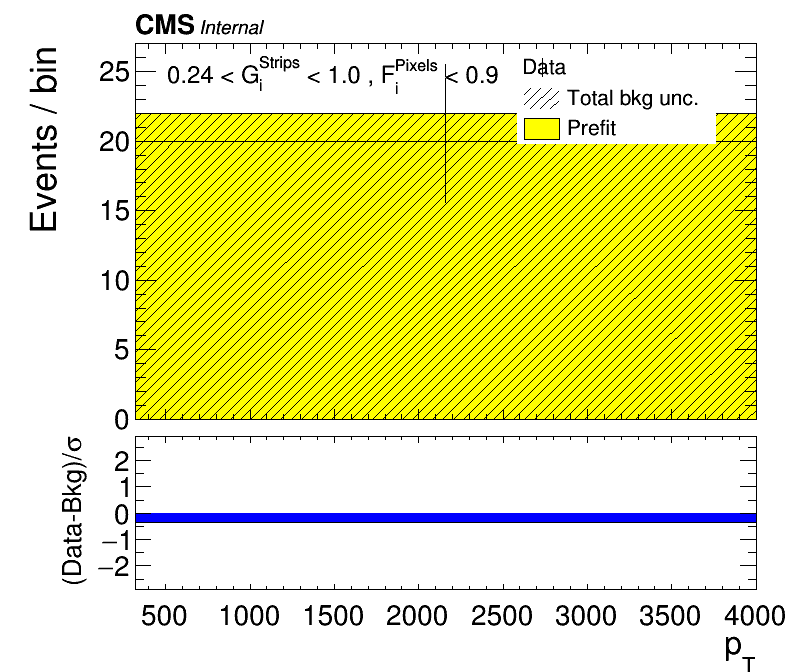 CMS Internal
Events / bin
0.24 < G_i^Strips < 1.0 , F_i^Pixels < 0.9
Data
Total bkg unc.
Prefit
25
20
15
10
5
0
(Data-Bkg)/σ
2
1
0
−1
−2
500 1000 1500 2000 2500 3000 3500 4000
p_T